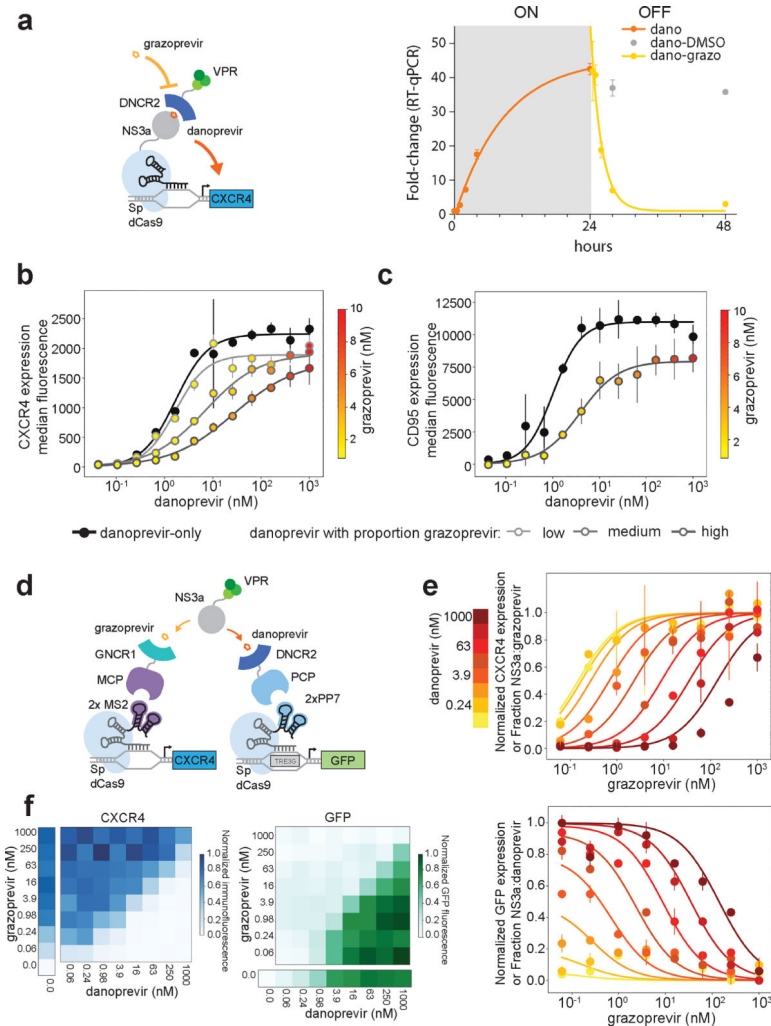 a
grazoprevir
VPR
DNCR2
NS3a
danoprevir
Sp
dCas9
CXCR4
ON
OFF
dano
dano-DMSO
dano-grazo
Fold-change (RT-qPCR)
50
40
30
20
10
0
0
24
48
hours
b
CXCR4 expression
median fluorescence
2500
2000
1500
1000
500
0
10⁻¹
10⁰
10¹
10²
10³
danoprevir (nM)
10
8
6
4
2
grazoprevir (nM)
c
CD95 expression
median fluorescence
12500
10000
7500
5000
2500
0
10⁻¹
10⁰
10¹
10²
10³
danoprevir (nM)
10
8
6
4
2
grazoprevir (nM)
danoprevir-only
danoprevir with proportion grazoprevir:
low
medium
high
d
VPR
NS3a
grazoprevir
danoprevir
GNCR1
DNCR2
MCP
PCP
2x MS2
2xPP7
Sp
dCas9
CXCR4
Sp
dCas9
TRE3G
GFP
e
danoprevir (nM)
1000
63
3.9
0.24
Normalized CXCR4 expression
or Fraction NS3a:grazoprevir
1.0
0.8
0.6
0.4
0.2
0.0
10⁻¹
10⁰
10¹
10²
10³
grazoprevir (nM)
Normalized GFP expression
or Fraction NS3a:danoprevir
1.0
0.8
0.6
0.4
0.2
0.0
10⁻¹
10⁰
10¹
10²
10³
grazoprevir (nM)
f
CXCR4
grazoprevir (nM)
1000
250
63
16
3.9
0.98
0.24
0.06
0.0
0.0
0.06
0.24
0.98
3.9
16
63
250
1000
danoprevir (nM)
1.0
0.8
0.6
0.4
0.2
0.0
Normalized immunofluorescence
GFP
grazoprevir (nM)
1000
250
63
16
3.9
0.98
0.24
0.06
0.0
0.0
0.06
0.24
0.98
3.9
16
63
250
1000
danoprevir (nM)
1.0
0.8
0.6
0.4
0.2
0.0
Normalized GFP fluorescence